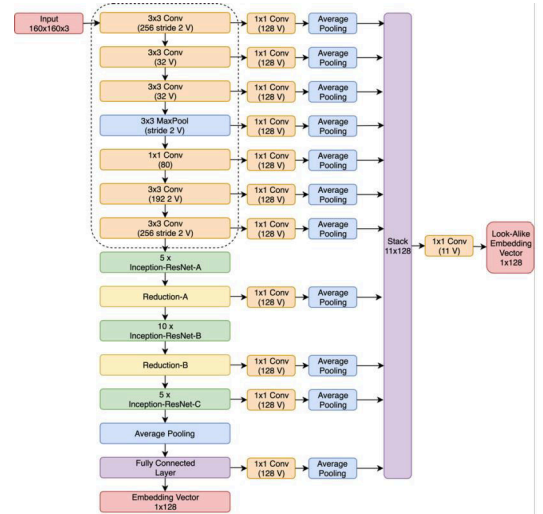 Input
160x160x3
3x3 Conv
(256 stride 2 V)
1x1 Conv
(128 V)
Average
Pooling
3x3 Conv
(32 V)
1x1 Conv
(128 V)
Average
Pooling
3x3 Conv
(32 V)
1x1 Conv
(128 V)
Average
Pooling
3x3 MaxPool
(stride 2 V)
1x1 Conv
(128 V)
Average
Pooling
1x1 Conv
(80)
1x1 Conv
(128 V)
Average
Pooling
3x3 Conv
(192 2 V)
1x1 Conv
(128 V)
Average
Pooling
3x3 Conv
(256 stride 2 V)
1x1 Conv
(128 V)
Average
Pooling
5 x
Inception-ResNet-A
Reduction-A
1x1 Conv
(128 V)
Average
Pooling
10 x
Inception-ResNet-B
Reduction-B
1x1 Conv
(128 V)
Average
Pooling
5 x
Inception-ResNet-C
1x1 Conv
(128 V)
Average
Pooling
Average Pooling
Fully Connected
Layer
1x1 Conv
(128 V)
Average
Pooling
Embedding Vector
1x128
Stack
11x128
1x1 Conv
(11 V)
Look-Alike
Embedding
Vector
1x128